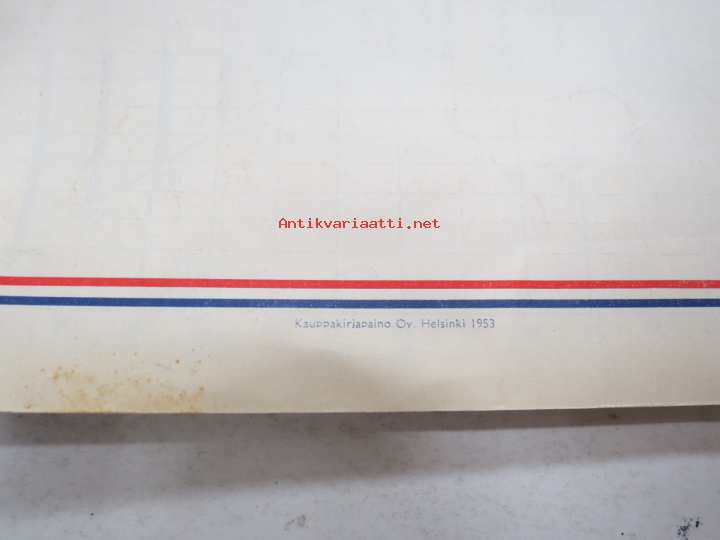 Antikvariaatti.net
Kauppakirjapaino Oy. Helsinki 1953